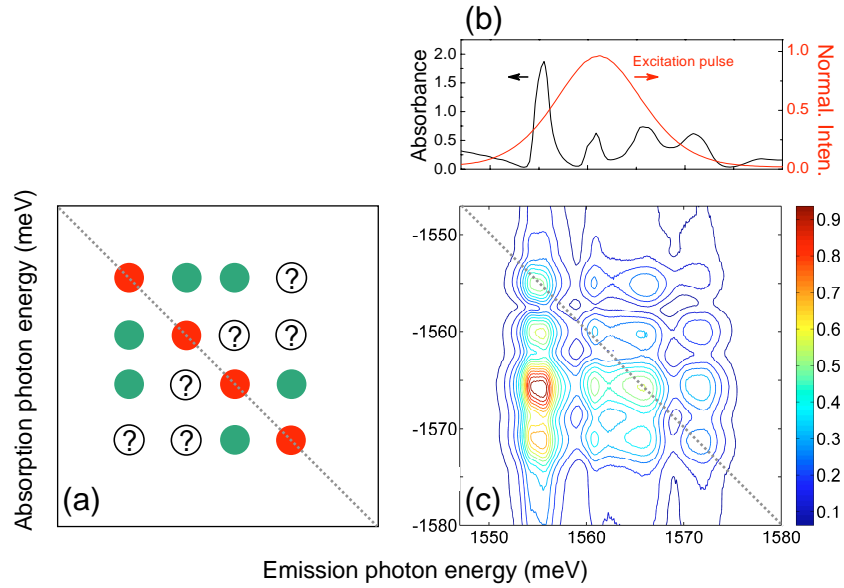 (b)
Absorbance
2.0
1.5
1.0
0.5
0.0
Excitation pulse
1.0
0.5
0.0
Normal. Inten.
Absorption photon energy (meV)
?
? ?
?
? ?
(a)
-1550
-1560
-1570
-1580
(c)
1550 1560 1570 1580
0.9
0.8
0.7
0.6
0.5
0.4
0.3
0.2
0.1
Emission photon energy (meV)